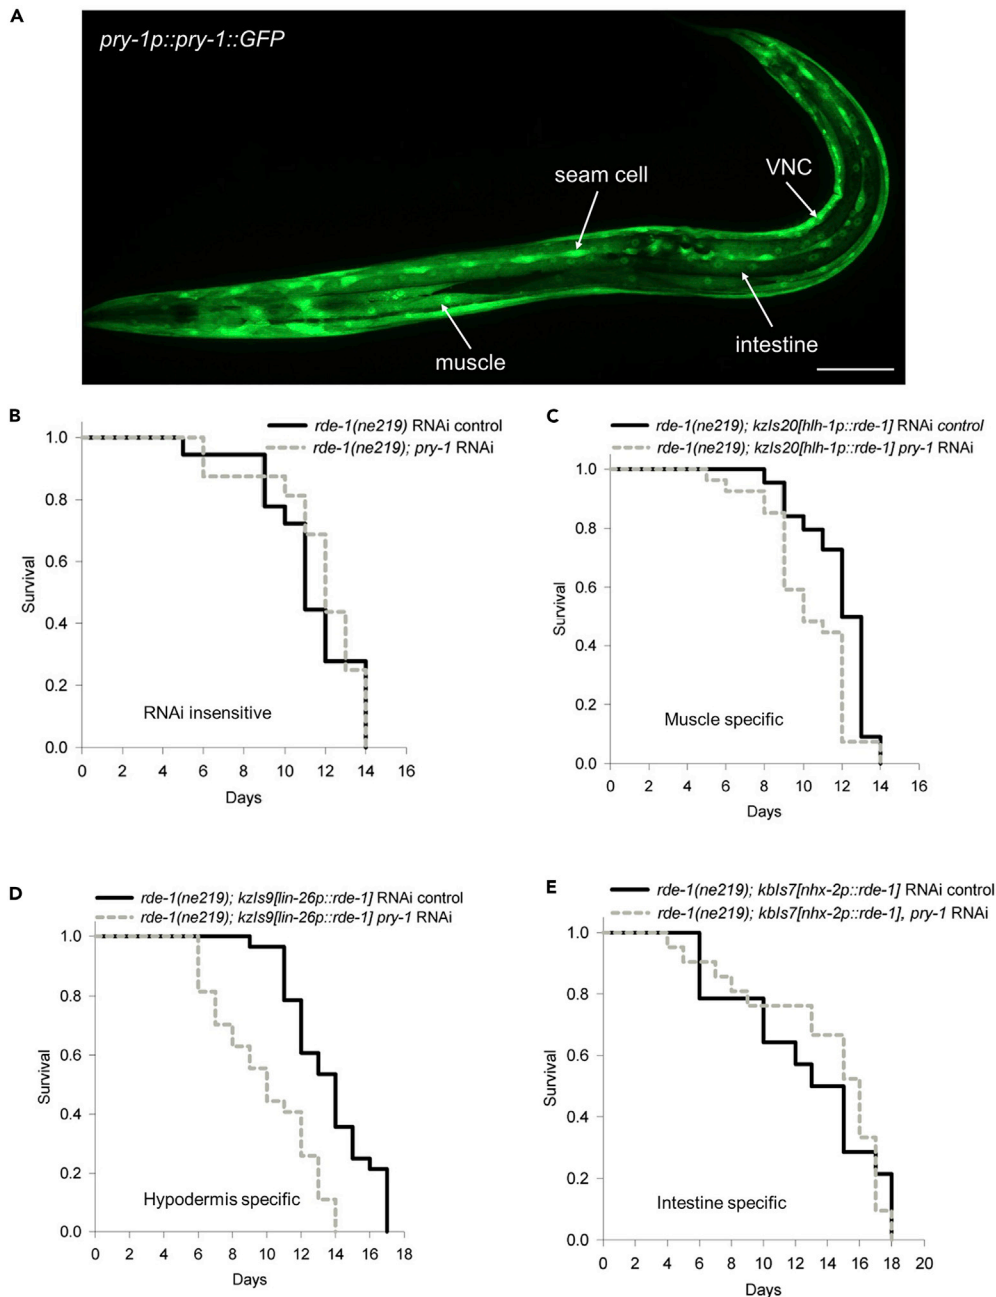 A
pry-1p::pry-1::GFP
seam cell
VNC
muscle
intestine
B
rde-1(ne219) RNAi control
rde-1(ne219); pry-1 RNAi
1.0
0.8
0.6
0.4
0.2
0.0
Survival
RNAi insensitive
0 2 4 6 8 10 12 14 16
Days
C
rde-1(ne219); kzIs20[hlh-1p::rde-1] RNAi control
rde-1(ne219); kzIs20[hlh-1p::rde-1] pry-1 RNAi
1.0
0.8
0.6
0.4
0.2
0.0
Survival
Muscle specific
0 2 4 6 8 10 12 14 16
Days
D
rde-1(ne219); kzIs9[lin-26p::rde-1] RNAi control
rde-1(ne219); kzIs9[lin-26p::rde-1] pry-1 RNAi
1.0
0.8
0.6
0.4
0.2
0.0
Survival
Hypodermis specific
0 2 4 6 8 10 12 14 16 18
Days
E
rde-1(ne219); kbIs7[nhx-2p::rde-1] RNAi control
rde-1(ne219); kbIs7[nhx-2p::rde-1], pry-1 RNAi
1.0
0.8
0.6
0.4
0.2
0.0
Survival
Intestine specific
0 2 4 6 8 10 12 14 16 18 20
Days